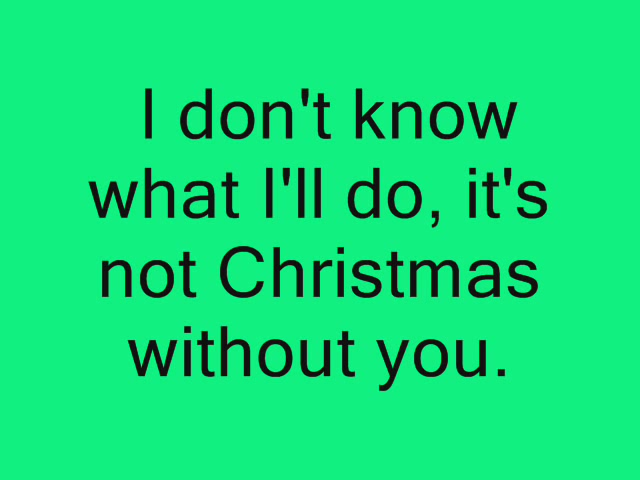 I don't know
what I'll do, it's
not Christmas
without you.